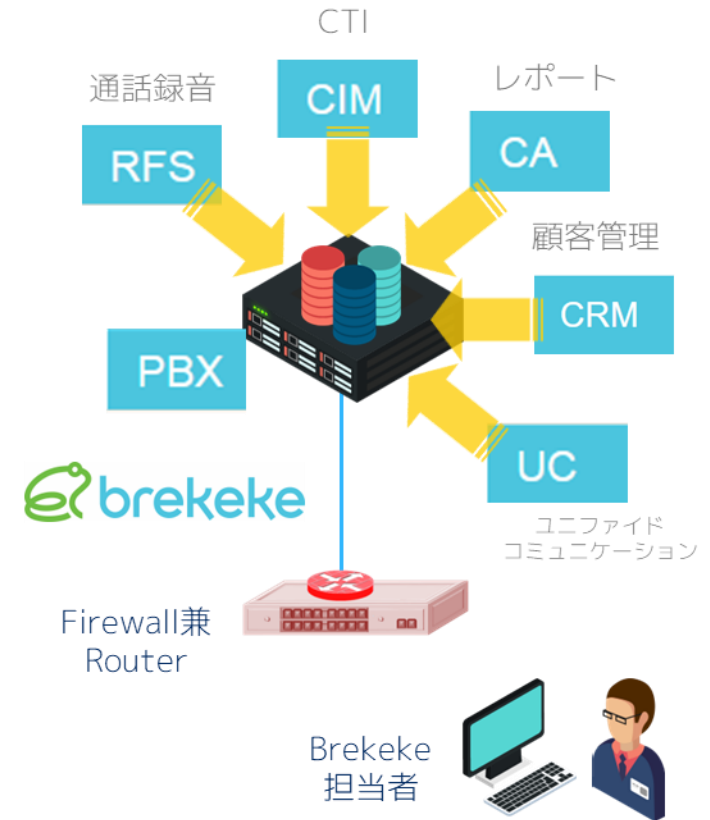 CTI
CIM
通話録音
RFS
レポート
CA
顧客管理
CRM
PBX
UC
ユニファイド
コミュニケーション
brekeke
Firewall兼
Router
Brekeke
担当者